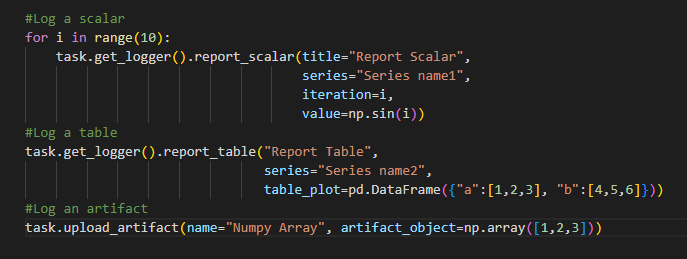 #Log a scalar
for i in range(10):
    task.get_logger().report_scalar(title="Report Scalar",
                                    series="Series name1",
                                    iteration=i,
                                    value=np.sin(i))
#Log a table
task.get_logger().report_table("Report Table",
                               series="Series name2",
                               table_plot=pd.DataFrame({"a":[1,2,3], "b":[4,5,6]}))
#Log an artifact
task.upload_artifact(name="Numpy Array", artifact_object=np.array([1,2,3]))